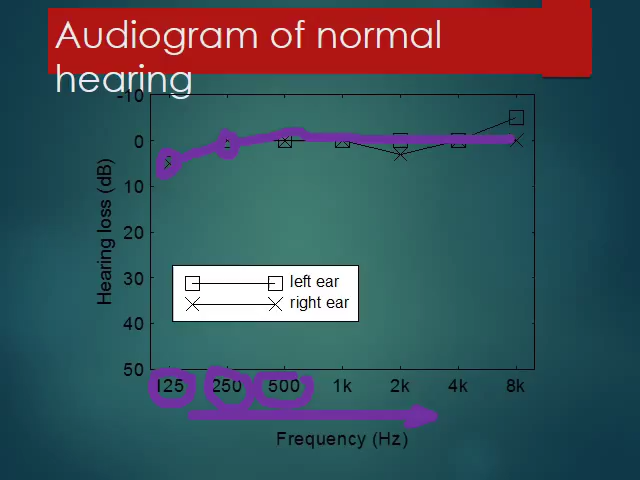 Audiogram of normal
hearing
-10
0
10
20
30
40
50
Hearing loss (dB)
left ear
right ear
125 250 500 1k 2k 4k 8k
Frequency (Hz)